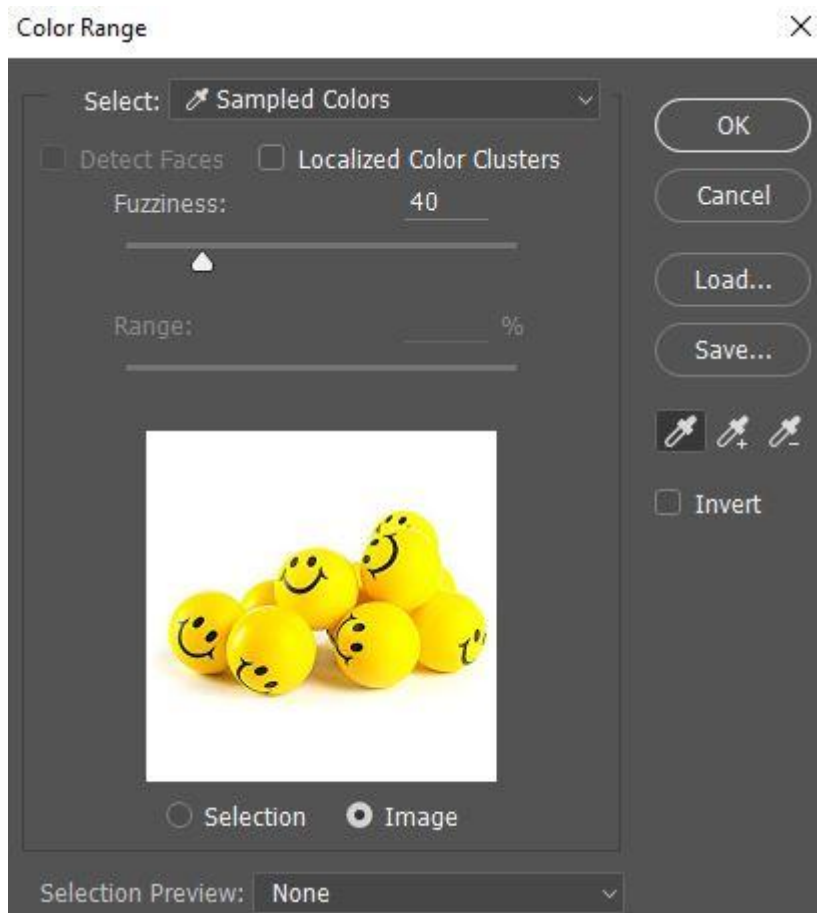 Color Range
Select: Sampled Colors
Detect Faces Localized Color Clusters
Fuzziness: 40
Range: %
Selection Image
Selection Preview: None
OK
Cancel
Load...
Save...
Invert